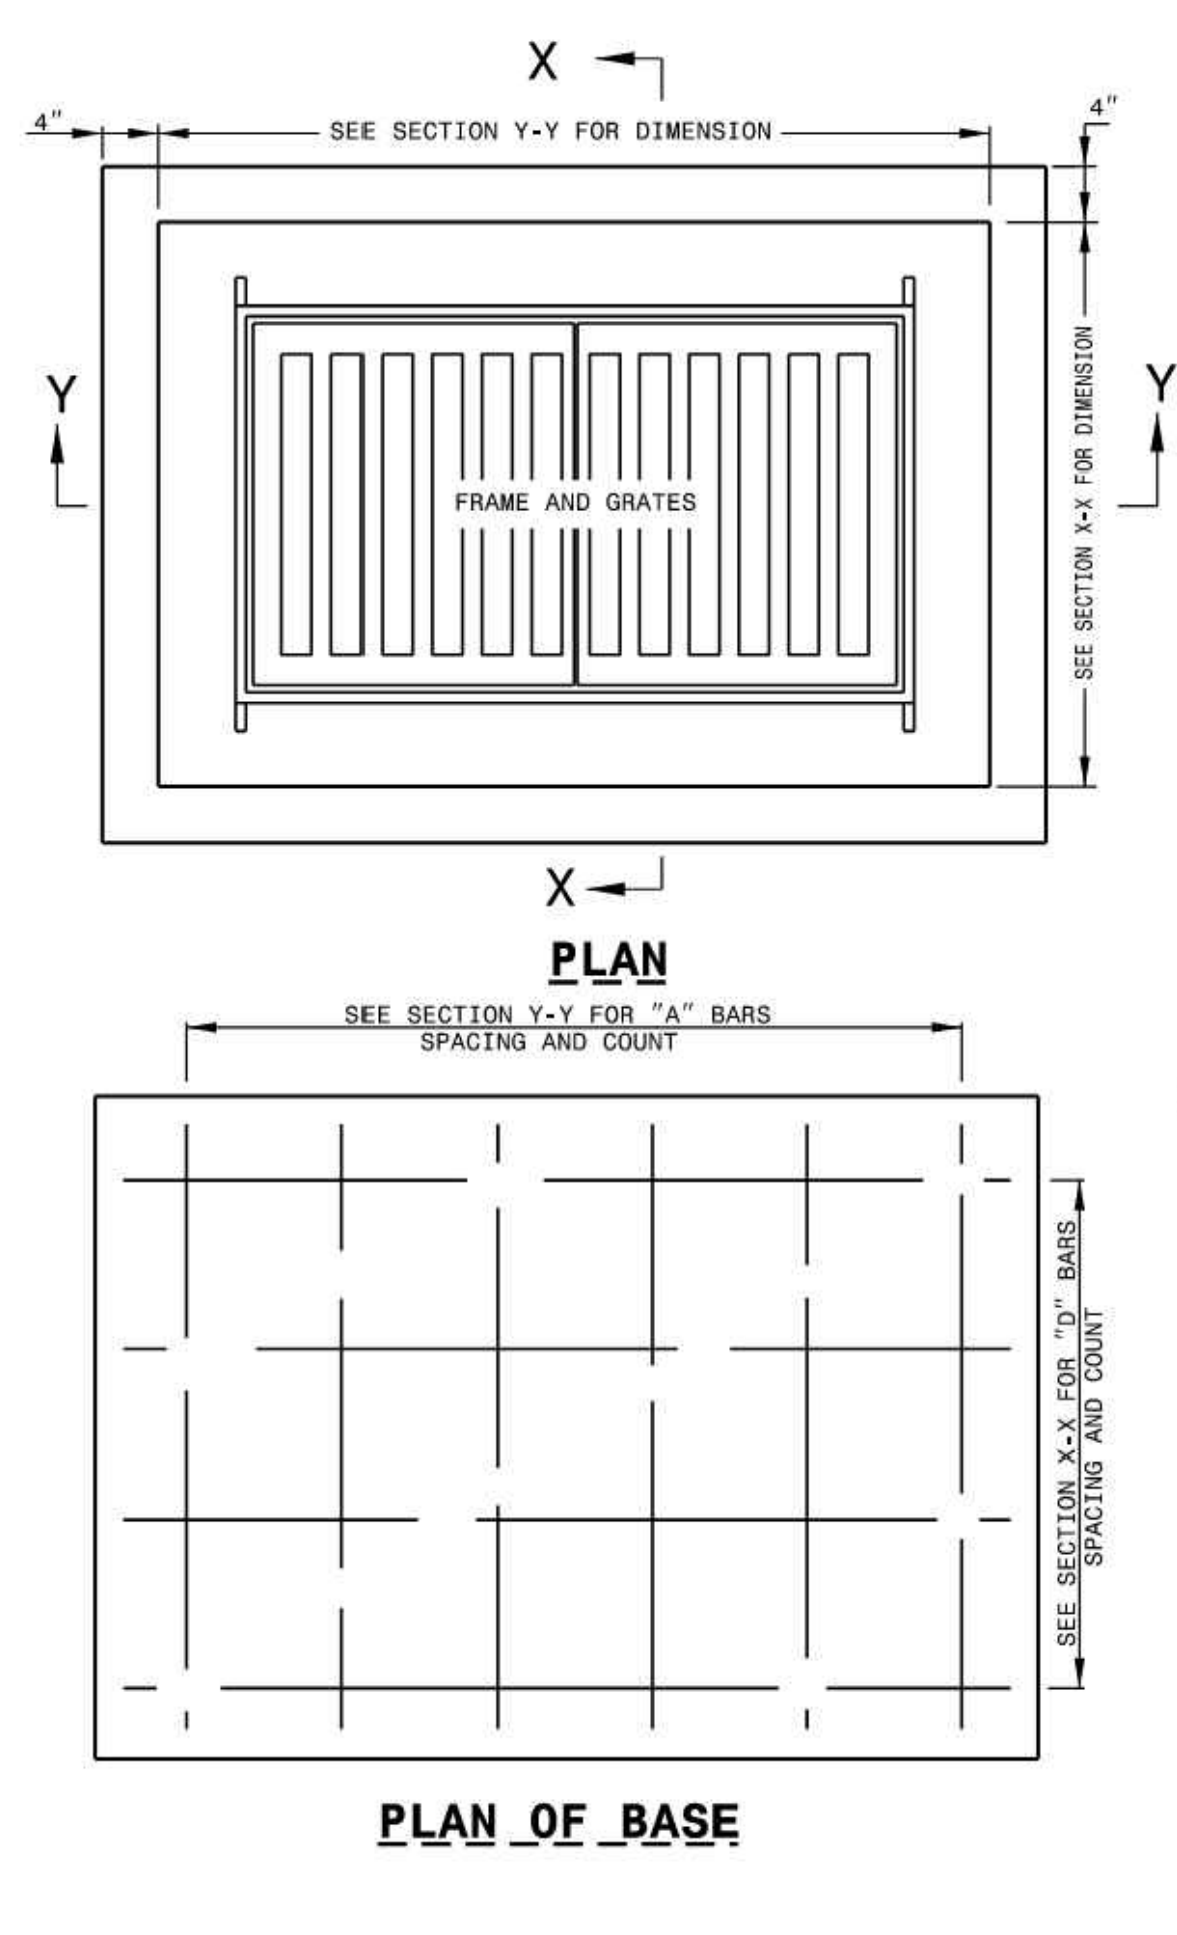 X
4"
SEE SECTION Y-Y FOR DIMENSION
4"
Y
Y
SEE SECTION X-X FOR DIMENSION
FRAME AND GRATES
X
PLAN
SEE SECTION Y-Y FOR "A" BARS
SPACING AND COUNT
SEE SECTION X-X FOR "D" BARS
SPACING AND COUNT
PLAN OF BASE